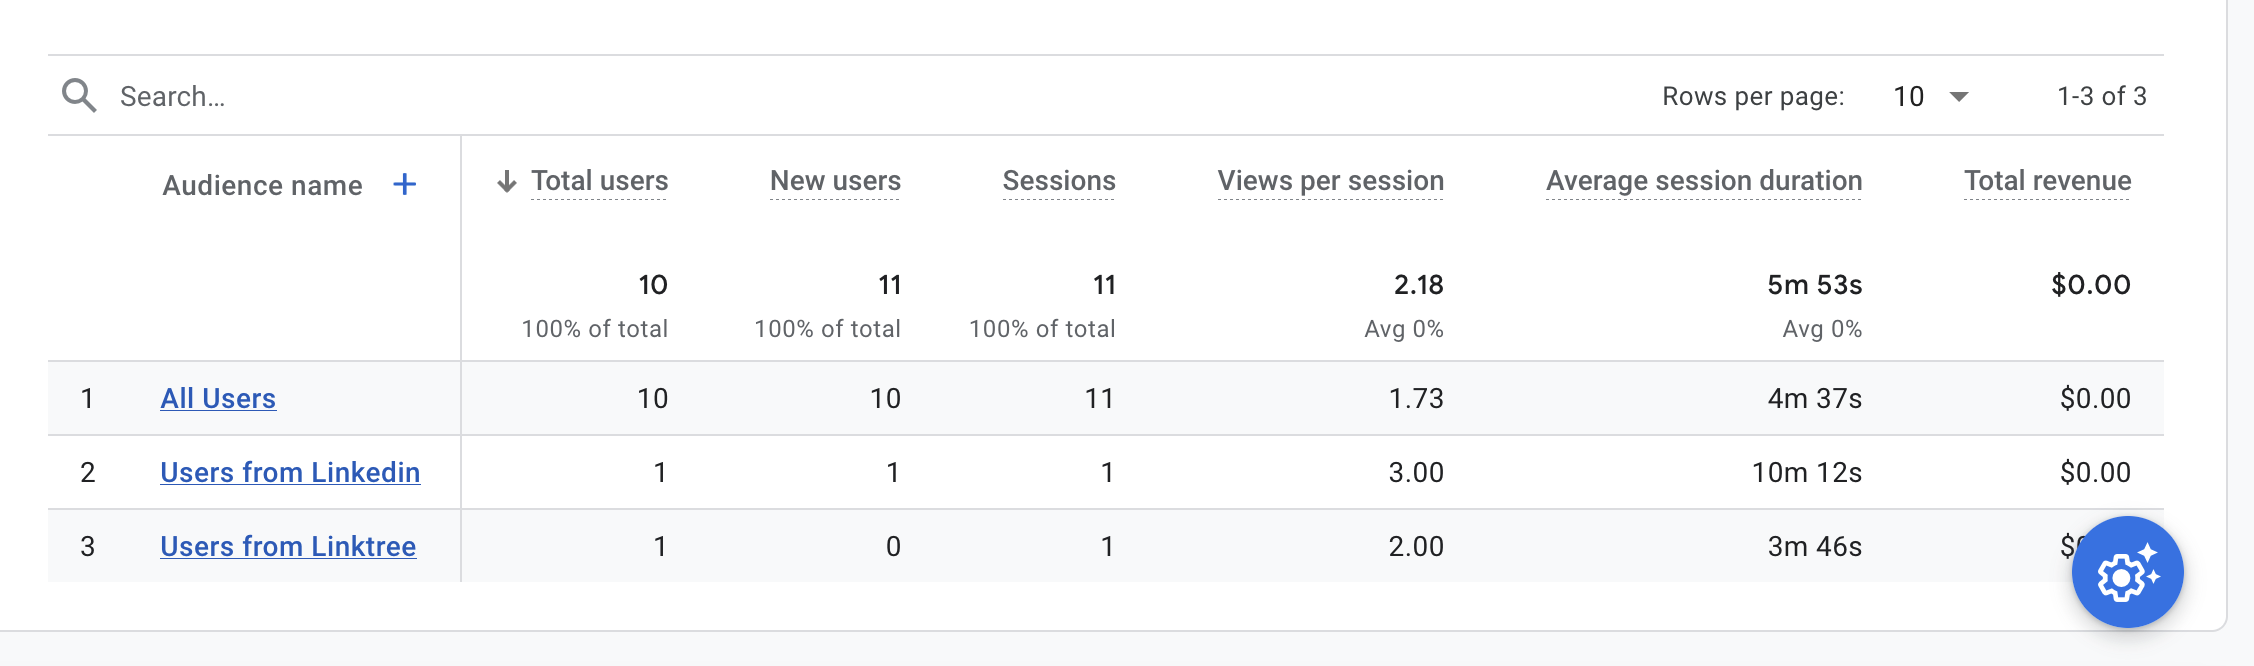 Search...
Rows per page: 10 1-3 of 3
Audience name + Total users New users Sessions Views per session Average session duration Total revenue
10 11 11 2.18 5m 53s $0.00
100% of total 100% of total 100% of total Avg 0% Avg 0%
1 All Users 10 10 11 1.73 4m 37s $0.00
2 Users from Linkedin 1 1 1 3.00 10m 12s $0.00
3 Users from Linktree 1 0 1 2.00 3m 46s